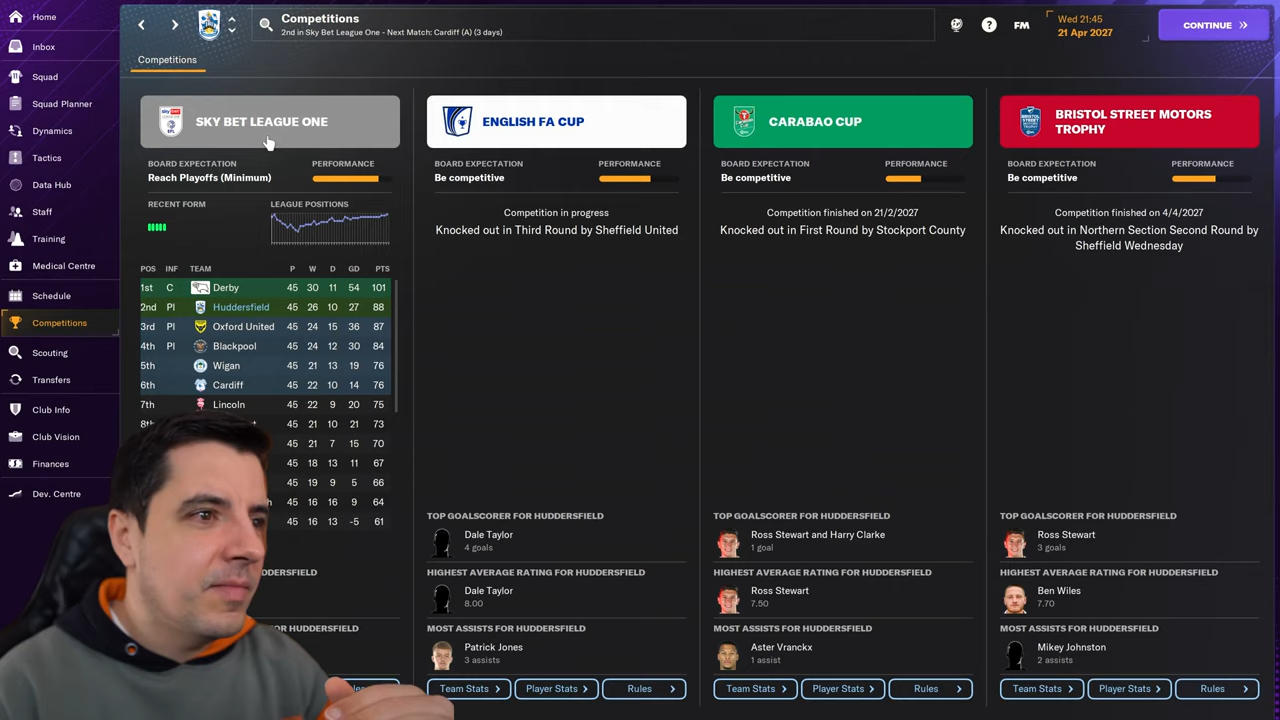 Home
Inbox
Squad
Squad Planner
Dynamics
Tactics
Data Hub
Staff
Training
Medical Centre
Schedule
Competitions
Scouting
Transfers
Club Info
Club Vision
Finances
Dev. Centre
Competitions
2nd in Sky Bet League One - Next Match: Cardiff (A) (3 days)
FM
Wed 21:45
21 Apr 2027
CONTINUE
Competitions
SKY BET LEAGUE ONE
BOARD EXPECTATION PERFORMANCE
Reach Playoffs (Minimum)
RECENT FORM LEAGUE POSITIONS
POS INF TEAM P W D GD PTS
1st C Derby 45 30 11 54 101
2nd Pl Huddersfield 45 26 10 27 88
3rd Pl Oxford United 45 24 15 36 87
4th Pl Blackpool 45 24 12 30 84
5th Wigan 45 21 13 19 76
6th Cardiff 45 22 10 14 76
7th Lincoln 45 22 9 20 75
45 21 10 21 73
45 21 7 15 70
45 18 13 11 67
45 19 9 5 66
45 16 16 9 64
45 16 13 -5 61
ENGLISH FA CUP
BOARD EXPECTATION PERFORMANCE
Be competitive
Competition in progress
Knocked out in Third Round by Sheffield United
TOP GOALSCORER FOR HUDDERSFIELD
Dale Taylor
4 goals
HIGHEST AVERAGE RATING FOR HUDDERSFIELD
Dale Taylor
8.00
MOST ASSISTS FOR HUDDERSFIELD
Patrick Jones
3 assists
Team Stats Player Stats Rules
CARABAO CUP
BOARD EXPECTATION PERFORMANCE
Be competitive
Competition finished on 21/2/2027
Knocked out in First Round by Stockport County
TOP GOALSCORER FOR HUDDERSFIELD
Ross Stewart and Harry Clarke
1 goal
HIGHEST AVERAGE RATING FOR HUDDERSFIELD
Ross Stewart
7.50
MOST ASSISTS FOR HUDDERSFIELD
Aster Vranckx
1 assist
Team Stats Player Stats Rules
BRISTOL STREET MOTORS
TROPHY
BOARD EXPECTATION PERFORMANCE
Be competitive
Competition finished on 4/4/2027
Knocked out in Northern Section Second Round by
Sheffield Wednesday
TOP GOALSCORER FOR HUDDERSFIELD
Ross Stewart
3 goals
HIGHEST AVERAGE RATING FOR HUDDERSFIELD
Ben Wiles
7.70
MOST ASSISTS FOR HUDDERSFIELD
Mikey Johnston
2 assists
Team Stats Player Stats Rules